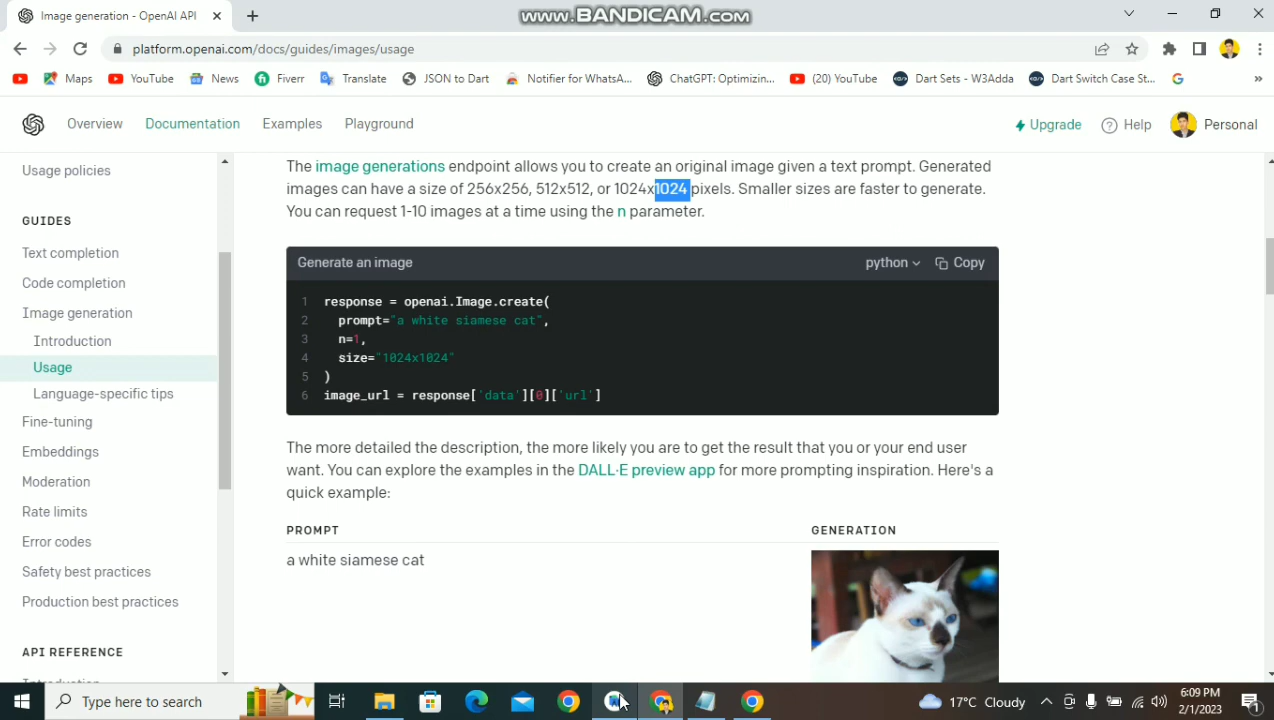 Image generation - OpenAI API
www.BANDICAM.com
platform.openai.com/docs/guides/images/usage
Maps
YouTube
News
Fiverr
Translate
JSON to Dart
Notifier for WhatsA...
ChatGPT: Optimizin...
(20) YouTube
Dart Sets - W3Adda
Dart Switch Case St...
»
Overview
Documentation
Examples
Playground
Upgrade
Help
Personal
Usage policies
GUIDES
Text completion
Code completion
Image generation
Introduction
Usage
Language-specific tips
Fine-tuning
Embeddings
Moderation
Rate limits
Error codes
Safety best practices
Production best practices
API REFERENCE
The image generations endpoint allows you to create an original image given a text prompt. Generated
images can have a size of 256x256, 512x512, or 1024x1024 pixels. Smaller sizes are faster to generate.
You can request 1-10 images at a time using the n parameter.
Generate an image
python
Copy
1 response = openai.Image.create(
2 prompt="a white siamese cat",
3 n=1,
4 size="1024x1024"
5 )
6 image_url = response['data'][0]['url']
The more detailed the description, the more likely you are to get the result that you or your end user
want. You can explore the examples in the DALL·E preview app for more prompting inspiration. Here's a
quick example:
PROMPT
GENERATION
a white siamese cat
Type here to search
17°C Cloudy
6:09 PM
2/1/2023
1